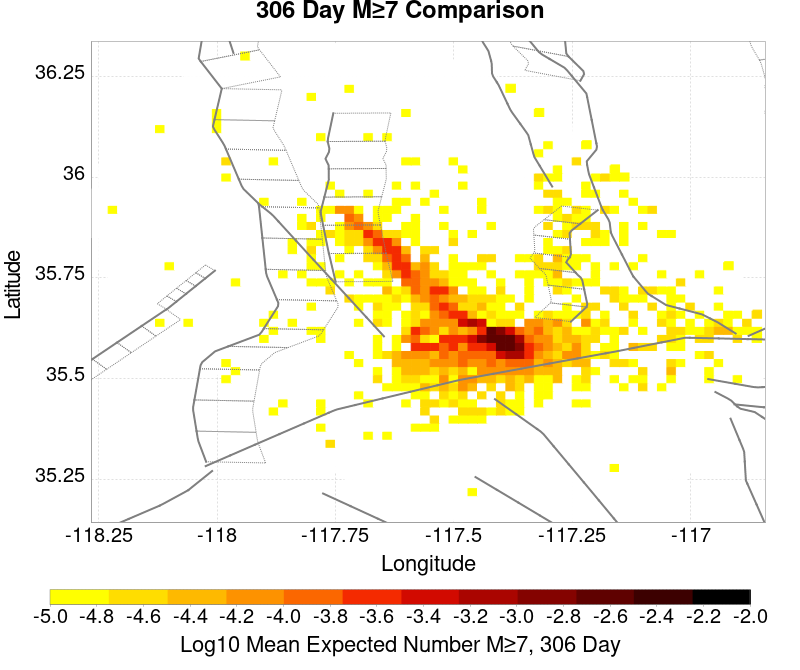 306 Day M≥7 Comparison
36.25
36
35.75
35.5
35.25
Latitude
-118.25 -118 -117.75 -117.5 -117.25 -117
Longitude
-5.0 -4.8 -4.6 -4.4 -4.2 -4.0 -3.8 -3.6 -3.4 -3.2 -3.0 -2.8 -2.6 -2.4 -2.2 -2.0
Log10 Mean Expected Number M≥7, 306 Day